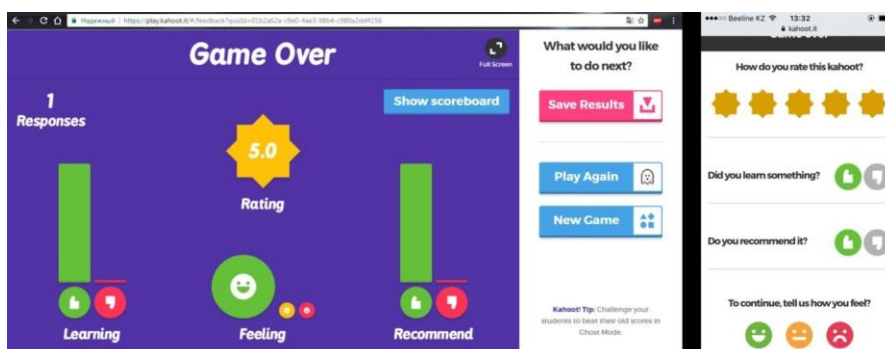 Надежный | https://play.kahoot.it/#/feedback?quizId=01b2a62a-c9e0-4ae3-98b4-c980a2dd4156
Game Over
Full Screen
1
Responses
Show scoreboard
5.0
Rating
Learning
Feeling
Recommend
What would you like
to do next?
Save Results
Play Again
New Game
Kahoot! Tip: Challenge your
students to beat their old scores in
Ghost Mode.
Beeline KZ 13:32
kahoot.it
How do you rate this kahoot?
Did you learn something?
Do you recommend it?
To continue, tell us how you feel?